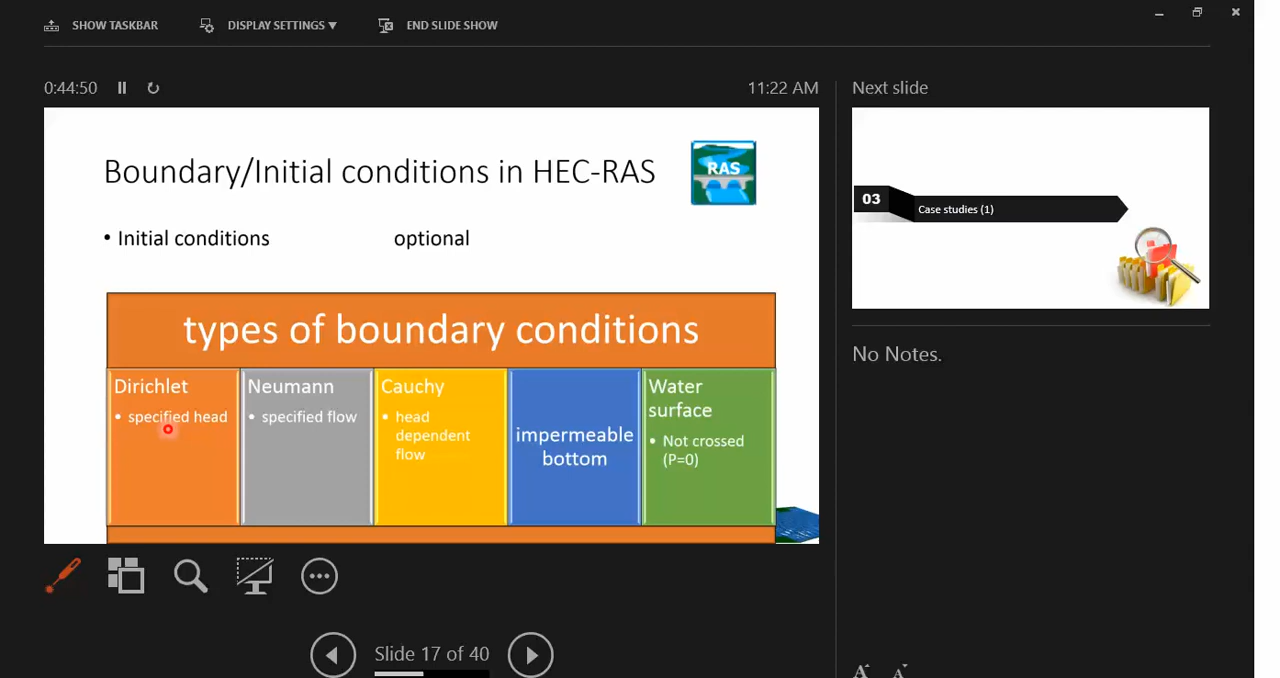 SHOW TASKBAR
DISPLAY SETTINGS ▼
END SLIDE SHOW
0:44:50
11:22 AM
Next slide
Boundary/Initial conditions in HEC-RAS
RAS
• Initial conditions
optional
types of boundary conditions
Dirichlet
• specified head
Neumann
• specified flow
Cauchy
• head
dependent
flow
impermeable
bottom
Water
surface
• Not crossed
(P=0)
03
Case studies (1)
No Notes.
Slide 17 of 40
A
A